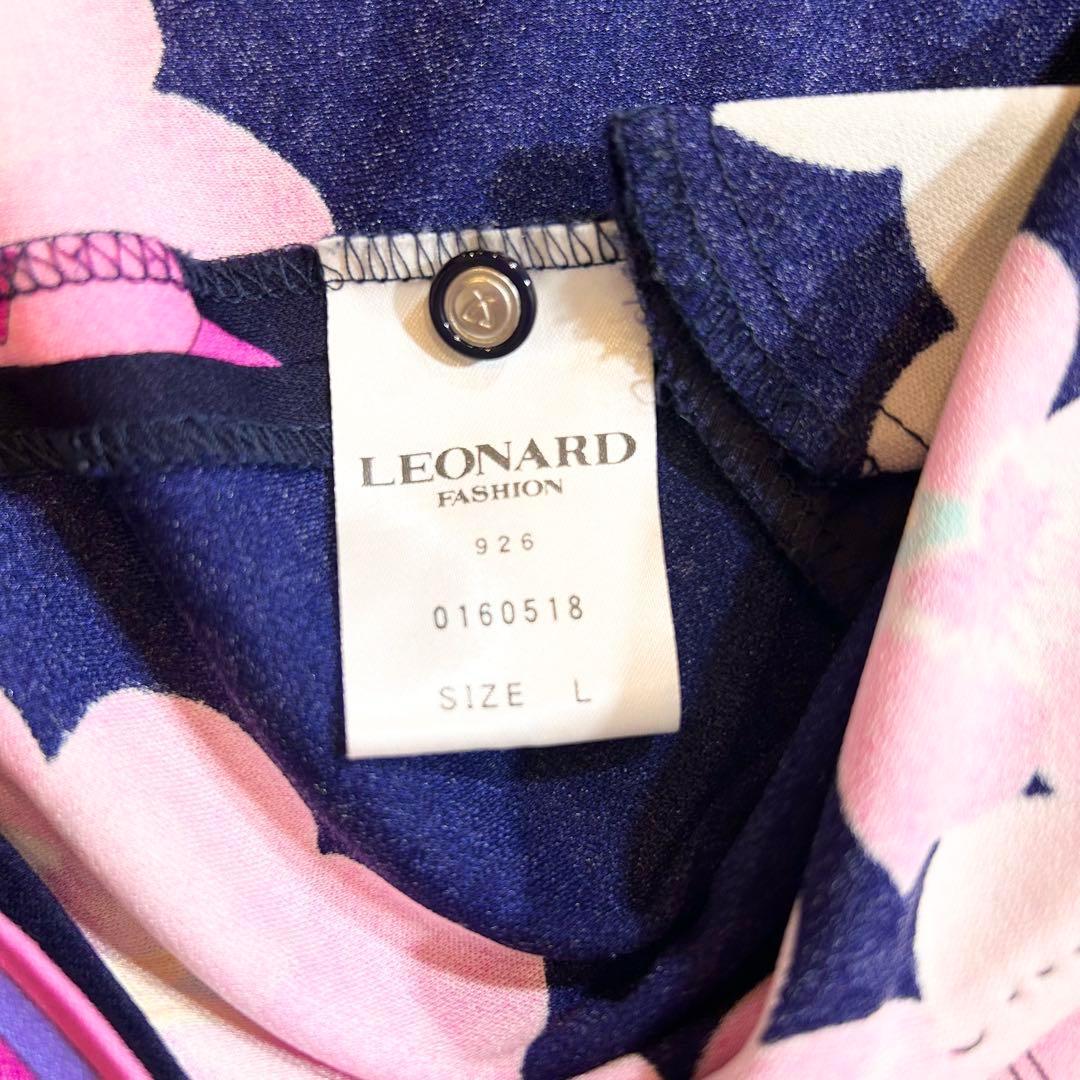 LEONARD
FASHION
926
0160518
SIZE L